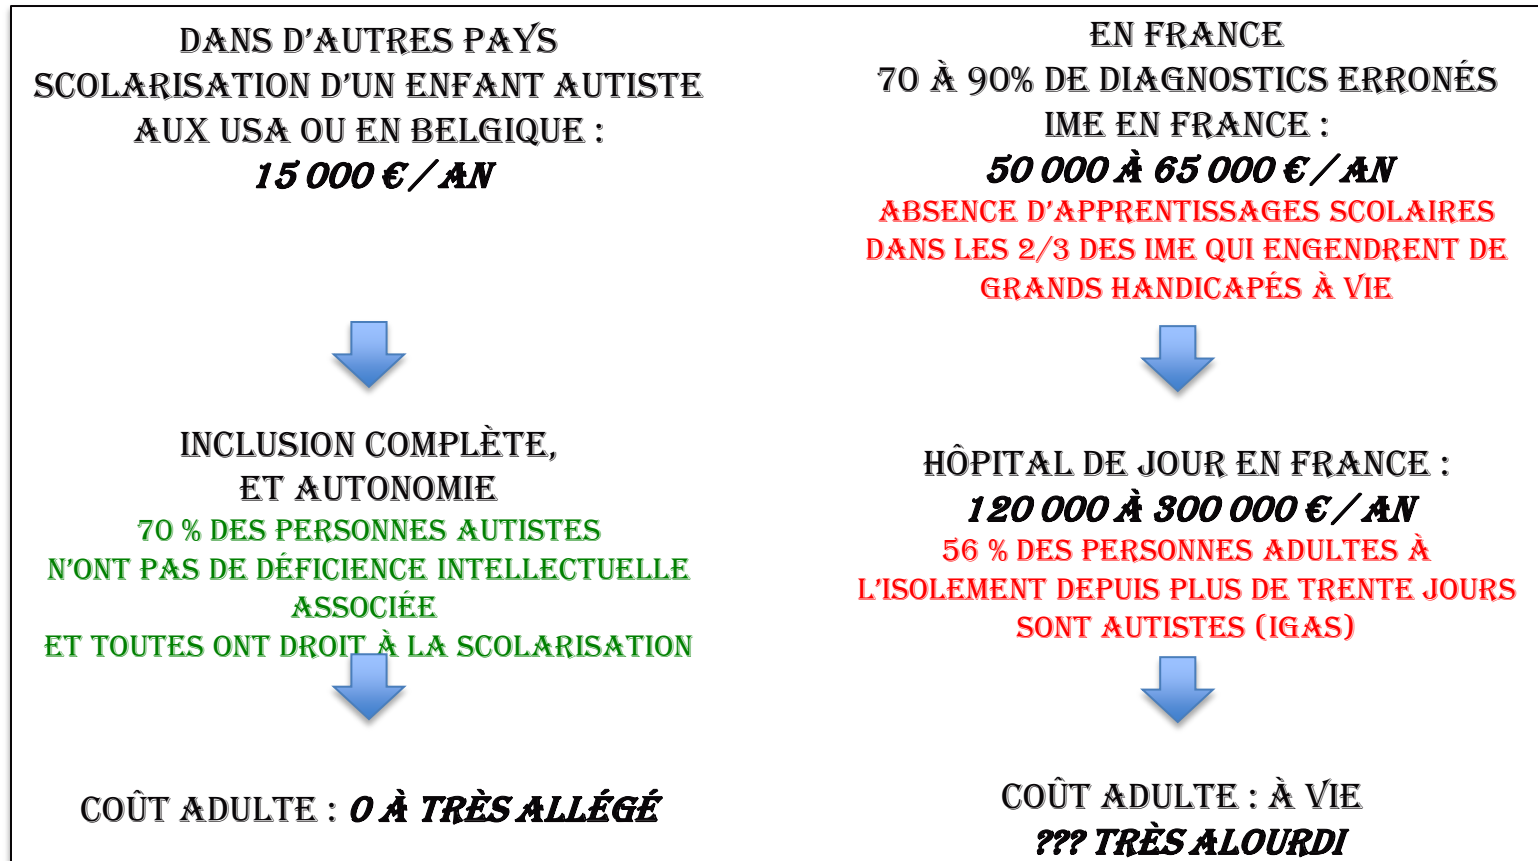 DANS D’AUTRES PAYS
SCOLARISATION D’UN ENFANT AUTISTE
AUX USA OU EN BELGIQUE :
15 000 € / AN
INCLUSION COMPLÈTE,
ET AUTONOMIE
70 % DES PERSONNES AUTISTES
N’ONT PAS DE DÉFICIENCE INTELLECTUELLE
ASSOCIÉE
ET TOUTES ONT DROIT À LA SCOLARISATION
COÛT ADULTE : 0 À TRÈS ALLÉGÉ
EN FRANCE
70 À 90% DE DIAGNOSTICS ERRONÉS
IME EN FRANCE :
50 000 À 65 000 € / AN
ABSENCE D’APPRENTISSAGES SCOLAIRES
DANS LES 2/3 DES IME QUI ENGENDRENT DE
GRANDS HANDICAPÉS À VIE
HÔPITAL DE JOUR EN FRANCE :
120 000 À 300 000 € / AN
56 % DES PERSONNES ADULTES À
L’ISOLEMENT DEPUIS PLUS DE TRENTE JOURS
SONT AUTISTES (IGAS)
COÛT ADULTE : À VIE
??? TRÈS ALOURDI